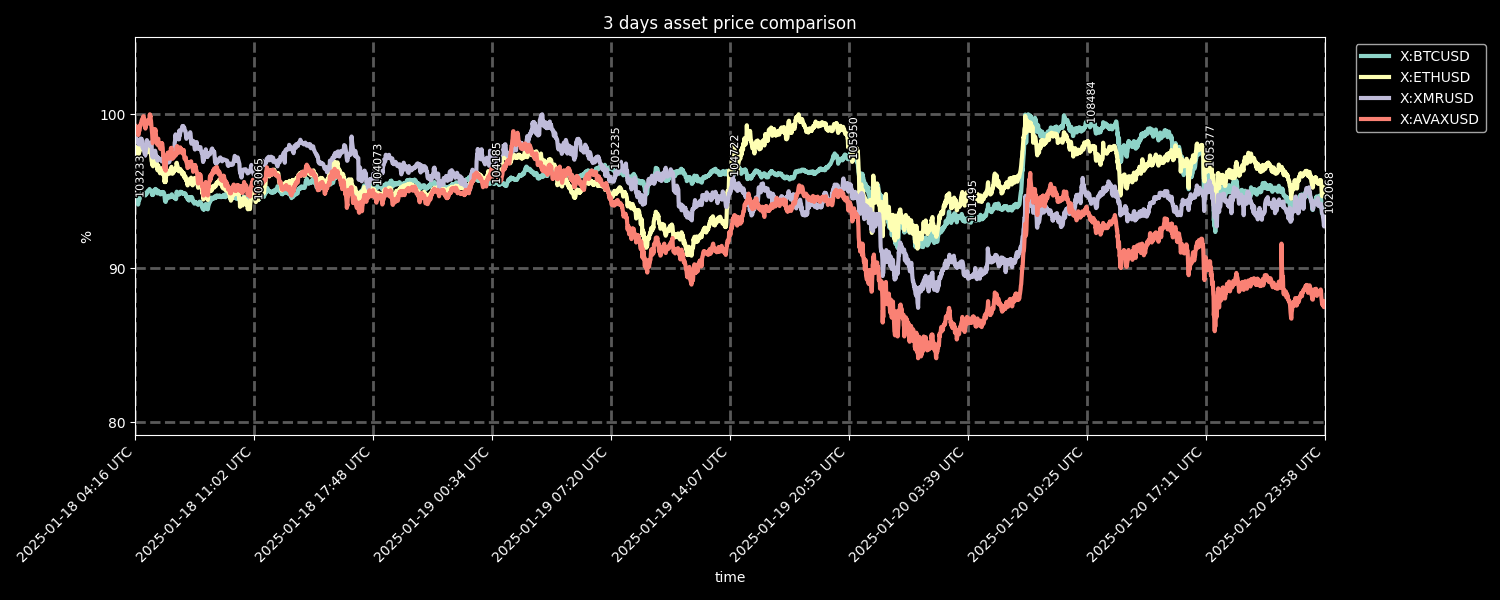 3 days asset price comparison
X:BTCUSD
X:ETHUSD
X:XMRUSD
X:AVAXUSD
100
90
80
%
103065
104073
104185
105235
104722
105950
101495
108484
105377
102068
2025-01-18 04:16 UTC
2025-01-18 11:02 UTC
2025-01-18 17:48 UTC
2025-01-19 00:34 UTC
2025-01-19 07:20 UTC
2025-01-19 14:07 UTC
2025-01-19 20:53 UTC
2025-01-20 03:39 UTC
2025-01-20 10:25 UTC
2025-01-20 17:11 UTC
2025-01-20 23:58 UTC
time